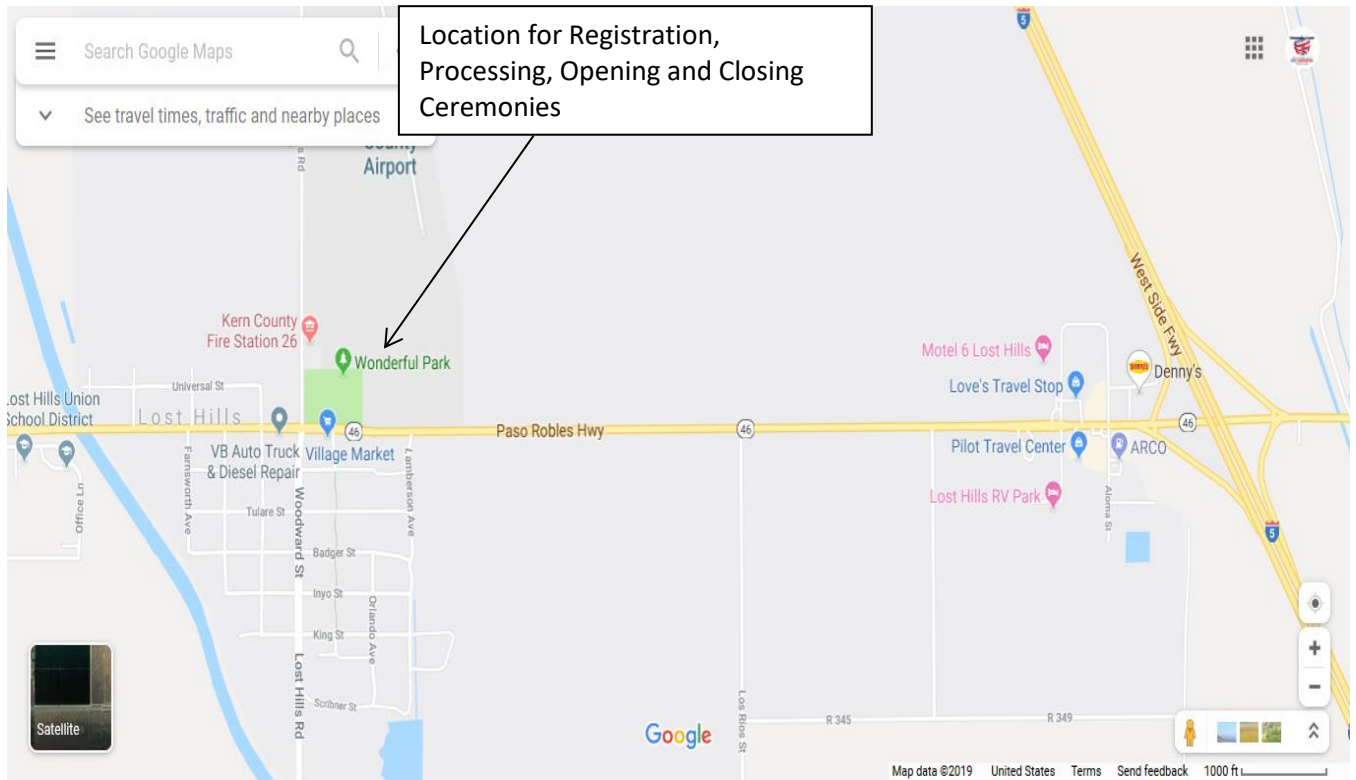 Location for Registration,
Processing, Opening and Closing
Ceremonies
Search Google Maps
See travel times, traffic and nearby places
5
County
Airport
s Rd
West Side Fwy
Kern County
Fire Station 26
Wonderful Park
Motel 6 Lost Hills
Love's Travel Stop
Denny's
Denny's
Universal St
Lost Hills Union
School District
Lost Hills
46
Paso Robles Hwy
46
46
VB Auto Truck
& Diesel Repair
Village Market
Pilot Travel Center
ARCO
Lost Hills RV Park
Farnsworth Ave
Lamberson Ave
Office Ln
Woodward St
Tulare St
Aloma St
5
Badger St
Inyo St
Orlando Ave
King St
Lost Hills Rd
Scribner St
Los Rios St
R 345
R 349
Satellite
Google
Map data ©2019 United States Terms Send feedback 1000 ft